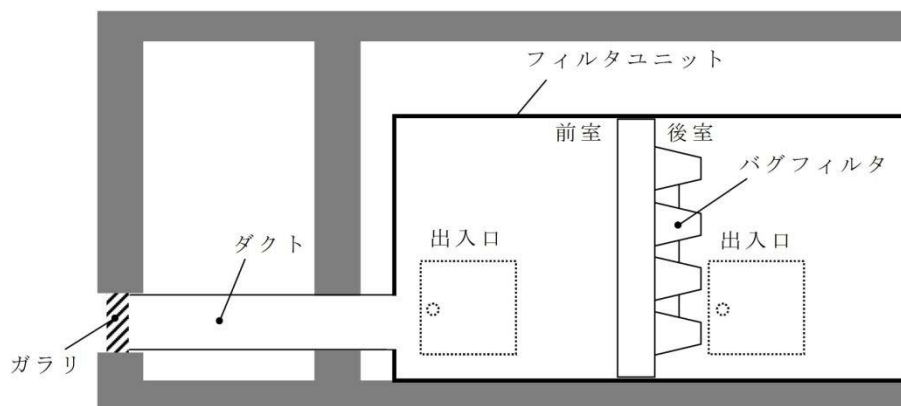 フィルタユニット
前室
後室
バグフィルタ
ダクト
出入口
出入口
ガラリ